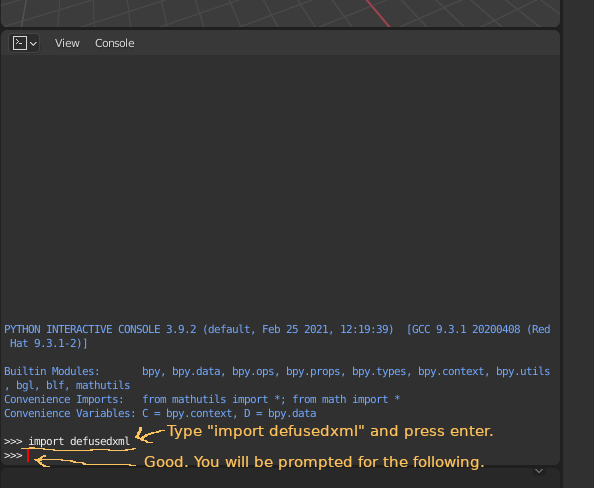 View Console
PYTHON INTERACTIVE CONSOLE 3.9.2 (default, Feb 25 2021, 12:19:39)  [GCC 9.3.1 20200408 (Red
 Hat 9.3.1-2)]
Builtin Modules:       bpy, bpy.data, bpy.ops, bpy.props, bpy.types, bpy.context, bpy.utils
, bgl, blf, mathutils
Convenience Imports:   from mathutils import *; from math import *
Convenience Variables: C = bpy.context, D = bpy.data
Type "import defusedxml" and press enter.
>>> import defusedxml
>>>
Good. You will be prompted for the following.